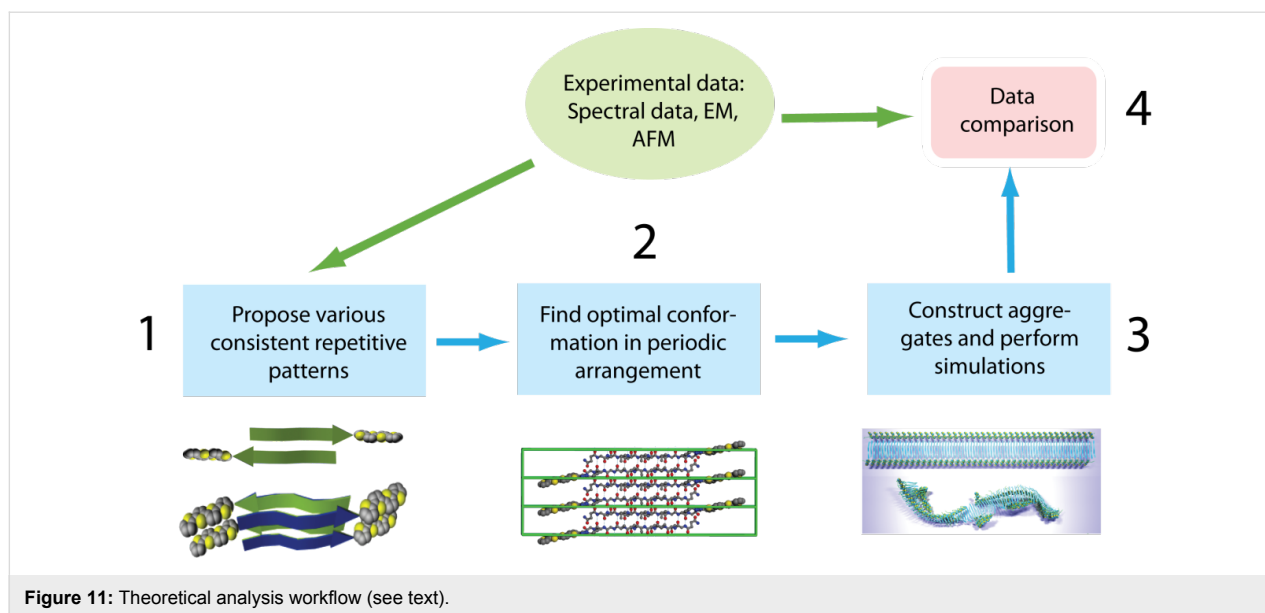 Experimental data:
Spectral data, EM,
AFM
Data
comparison
4
2
1
Propose various
consistent repetitive
patterns
Find optimal confor-
mation in periodic
arrangement
Construct aggre-
gates and perform
simulations
3
Figure 11: Theoretical analysis workflow (see text).